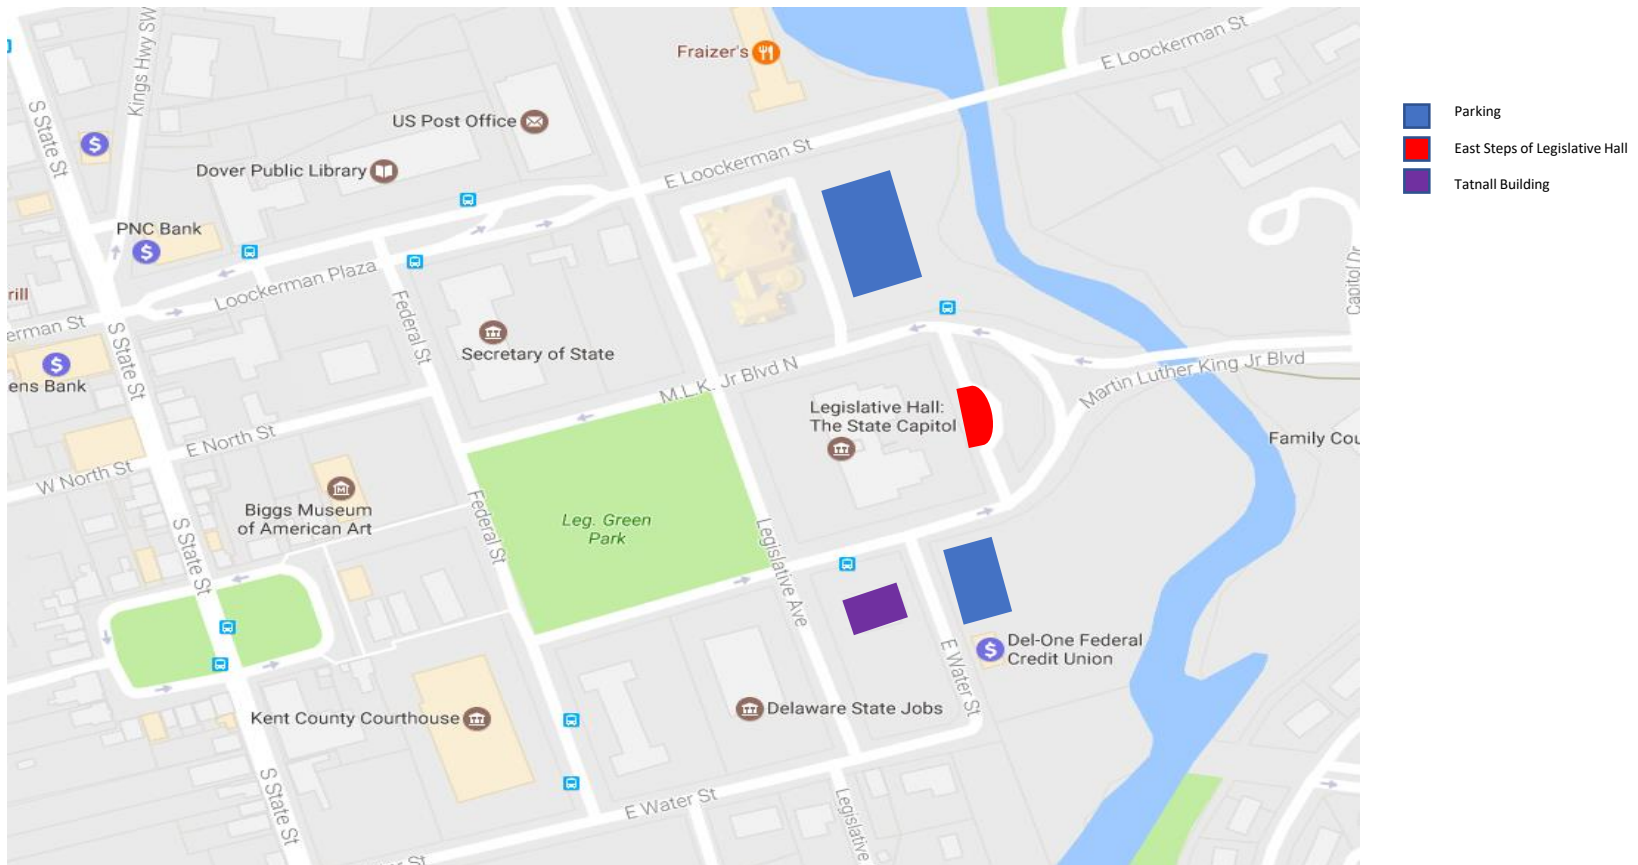 Kings Hwy SW
S State St
Fraizer's
E Loockerman St
US Post Office
Dover Public Library
E Loockerman St
PNC Bank
Loockerman Plaza
rill
erman St
S State St
Federal St
Secretary of State
Capitol Dr
ens Bank
M.L.K. Jr Blvd N
Martin Luther King Jr Blvd
Legislative Hall:
The State Capitol
E North St
W North St
Family Cou
Biggs Museum
of American Art
S State St
Federal St
Leg. Green
Park
Legislative Ave
E Water St
Del-One Federal
Credit Union
Kent County Courthouse
Delaware State Jobs
S State St
E Water St
Legislative
er St
Parking
East Steps of Legislative Hall
Tatnall Building